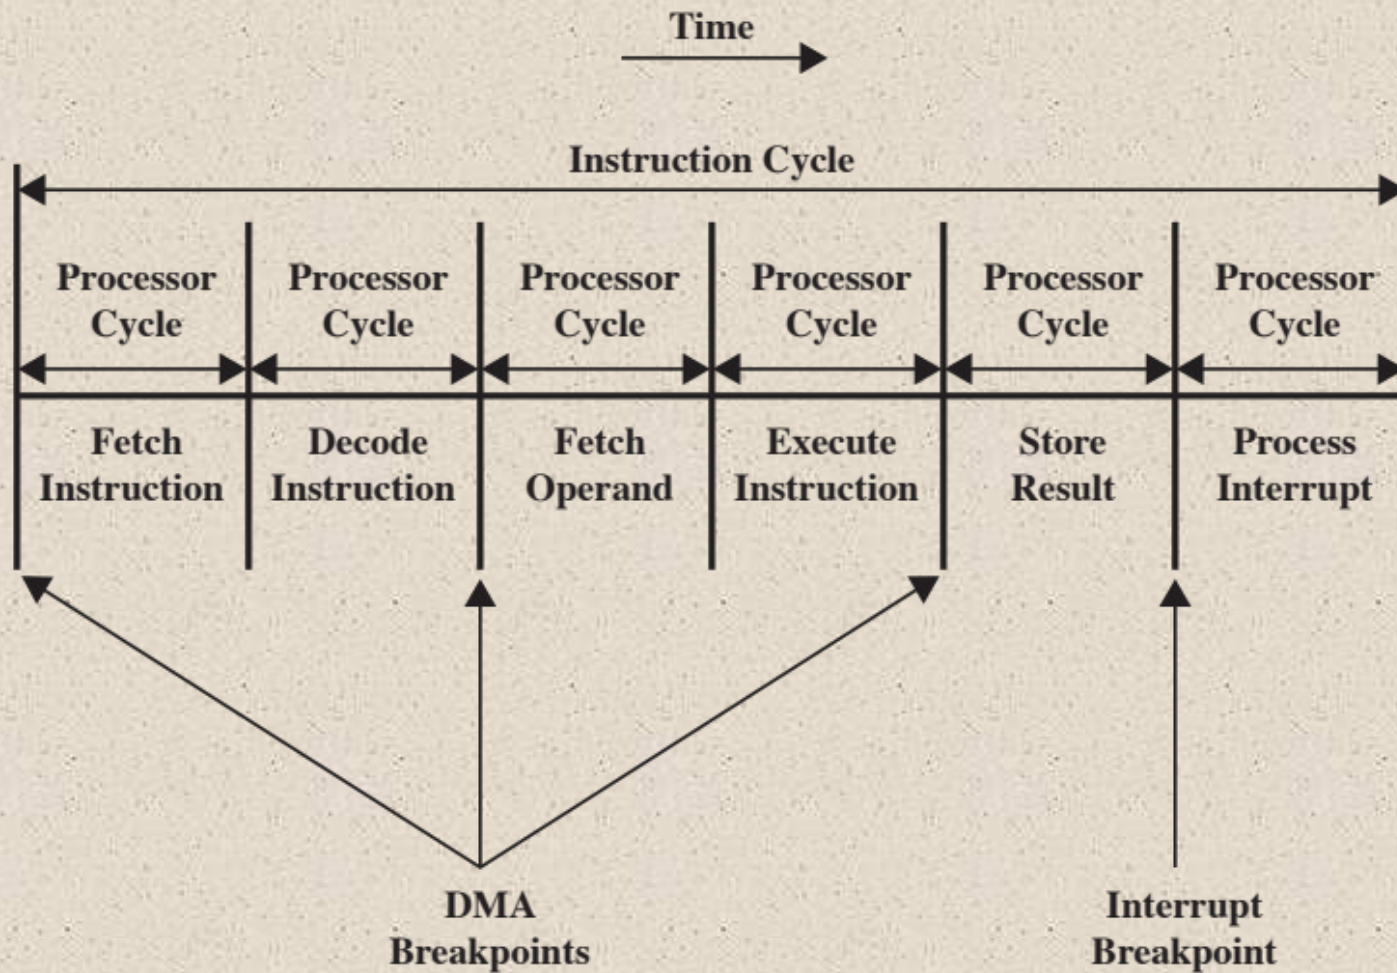 Time
Instruction Cycle
Processor Processor Processor Processor Processor Processor
Cycle Cycle Cycle Cycle Cycle Cycle
Fetch Decode Fetch Execute Store Process
Instruction Instruction Operand Instruction Result Interrupt
DMA Interrupt
Breakpoints Breakpoint